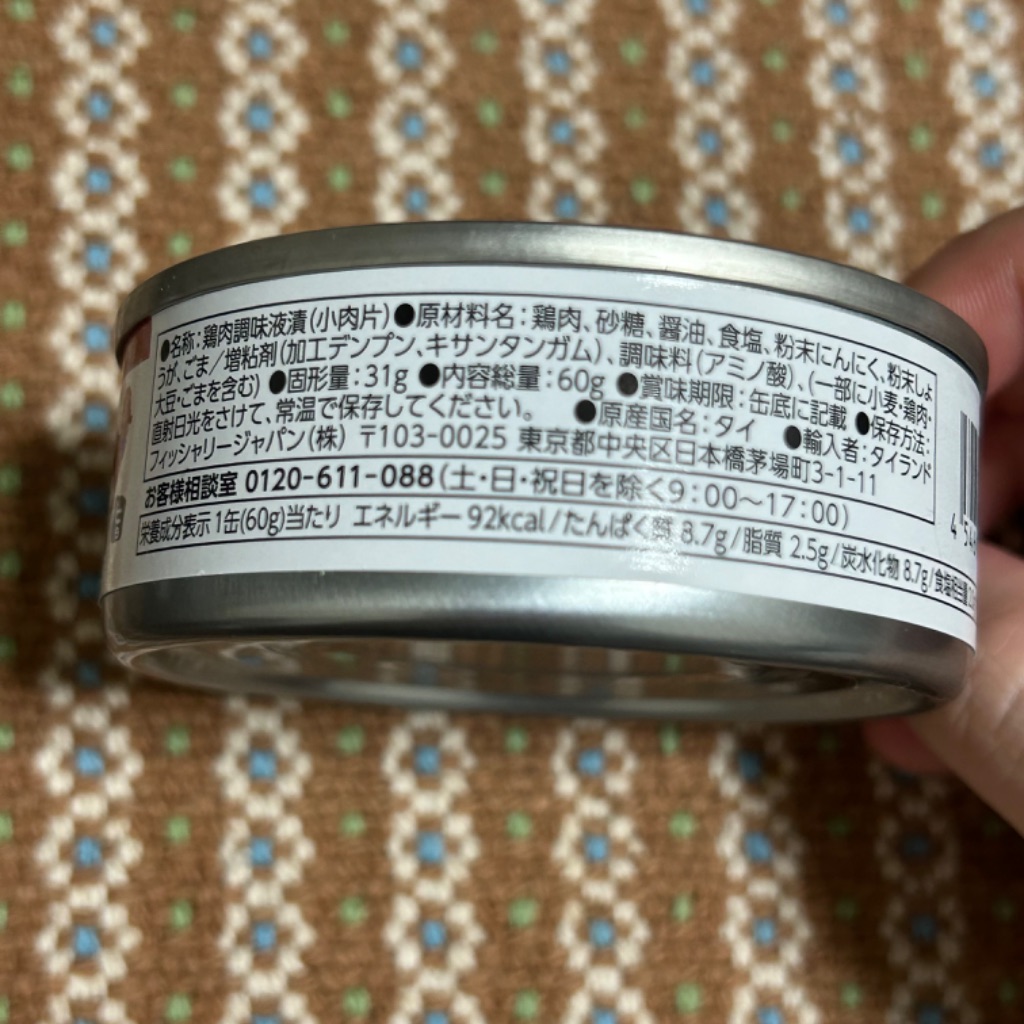 ●名称：鶏肉調味液漬(小肉片)●原材料名：鶏肉、砂糖、醤油、食塩、粉末にんにく、粉末しょ
うが、ごま／増粘剤(加工デンプン、キサンタンガム)、調味料(アミノ酸)、(一部に小麦・鶏肉・
大豆・ごまを含む) ●固形量：31g ●内容総量：60g ●賞味期限：缶底に記載 ●保存方法：
直射日光をさけて、常温で保存してください。 ●原産国名：タイ ●輸入者：タイランド
フィッシャリージャパン(株) 〒103-0025 東京都中央区日本橋茅場町3-1-11
お客様相談室 0120-611-088(土・日・祝日を除く9：00～17：00)
栄養成分表示 1缶(60g)当たり エネルギー 92kcal/たんぱく質 8.7g/脂質 2.5g/炭水化物 8.7g/食塩相当量